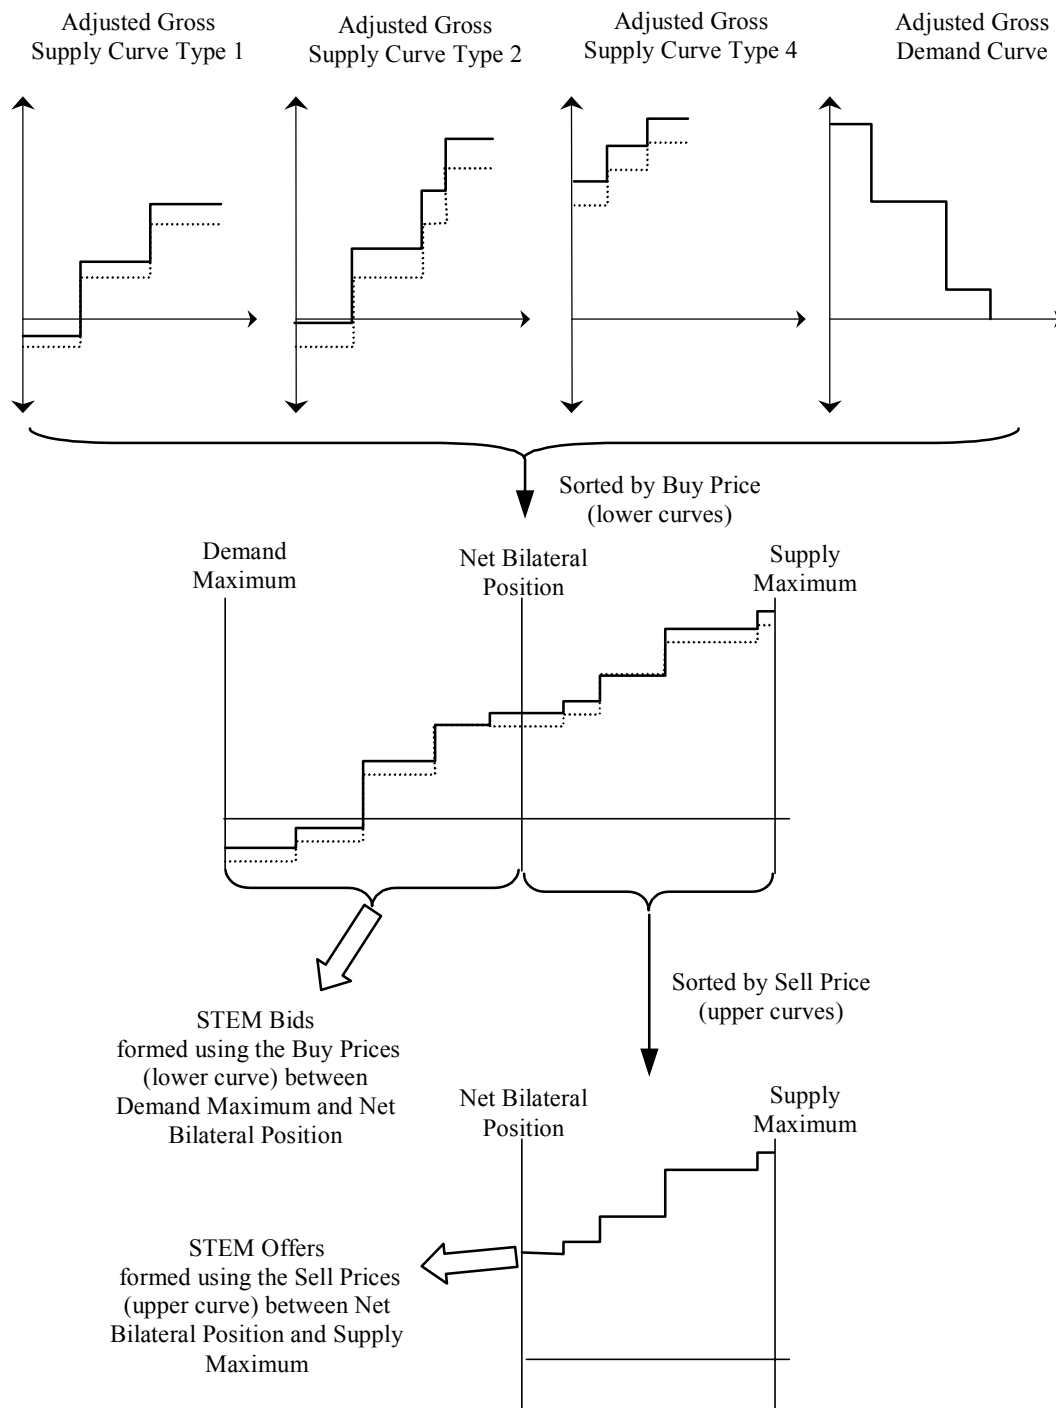 Adjusted Gross
Supply Curve Type 1
Adjusted Gross
Supply Curve Type 2
Adjusted Gross
Supply Curve Type 4
Adjusted Gross
Demand Curve
Sorted by Buy Price
(lower curves)
Demand
Maximum
Net Bilateral
Position
Supply
Maximum
Sorted by Sell Price
(upper curves)
STEM Bids
formed using the Buy Prices
(lower curve) between
Demand Maximum and Net
Bilateral Position
Net Bilateral
Position
Supply
Maximum
STEM Offers
formed using the Sell Prices
(upper curve) between Net
Bilateral Position and Supply
Maximum